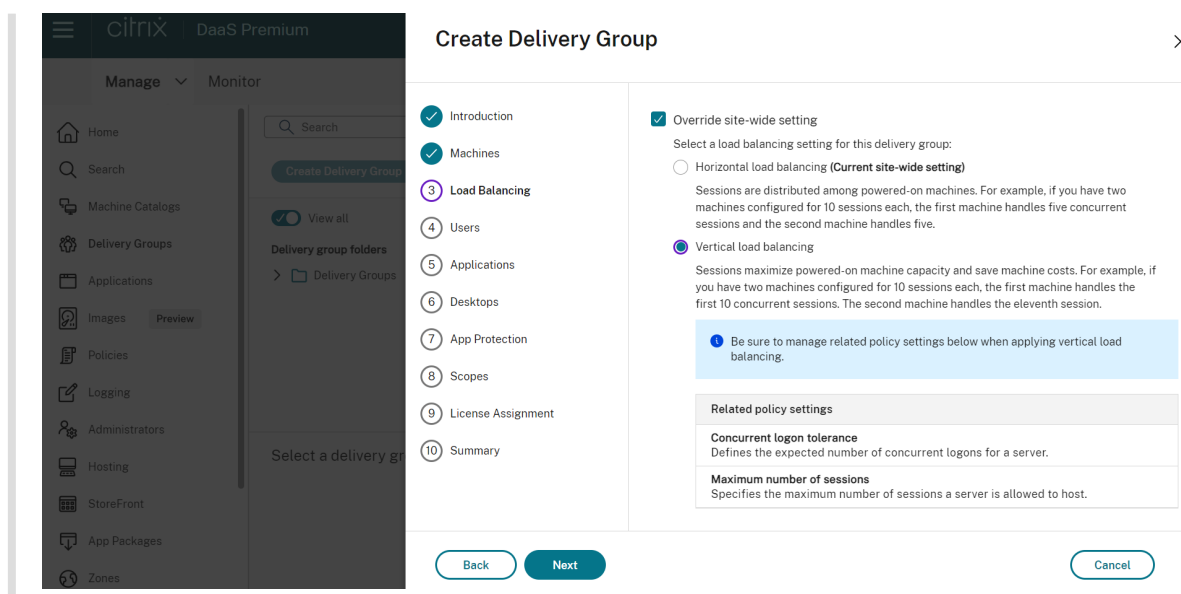 citrix DaaS Premium
Manage Monitor
Home
Search
Machine Catalogs
Delivery Groups
Applications
Images Preview
Policies
Logging
Administrators
Hosting
StoreFront
App Packages
Zones
Search
Create Delivery Group
View all
Delivery group folders
Delivery Groups
Select a delivery gr
Create Delivery Group
Introduction
Machines
3 Load Balancing
4 Users
5 Applications
6 Desktops
7 App Protection
8 Scopes
9 License Assignment
10 Summary
Override site-wide setting
Select a load balancing setting for this delivery group:
Horizontal load balancing (Current site-wide setting)
Sessions are distributed among powered-on machines. For example, if you have two
machines configured for 10 sessions each, the first machine handles five concurrent
sessions and the second machine handles five.
Vertical load balancing
Sessions maximize powered-on machine capacity and save machine costs. For example, if
you have two machines configured for 10 sessions each, the first machine handles the
first 10 concurrent sessions. The second machine handles the eleventh session.
Be sure to manage related policy settings below when applying vertical load
balancing.
Related policy settings
Concurrent logon tolerance
Defines the expected number of concurrent logons for a server.
Maximum number of sessions
Specifies the maximum number of sessions a server is allowed to host.
Back Next Cancel